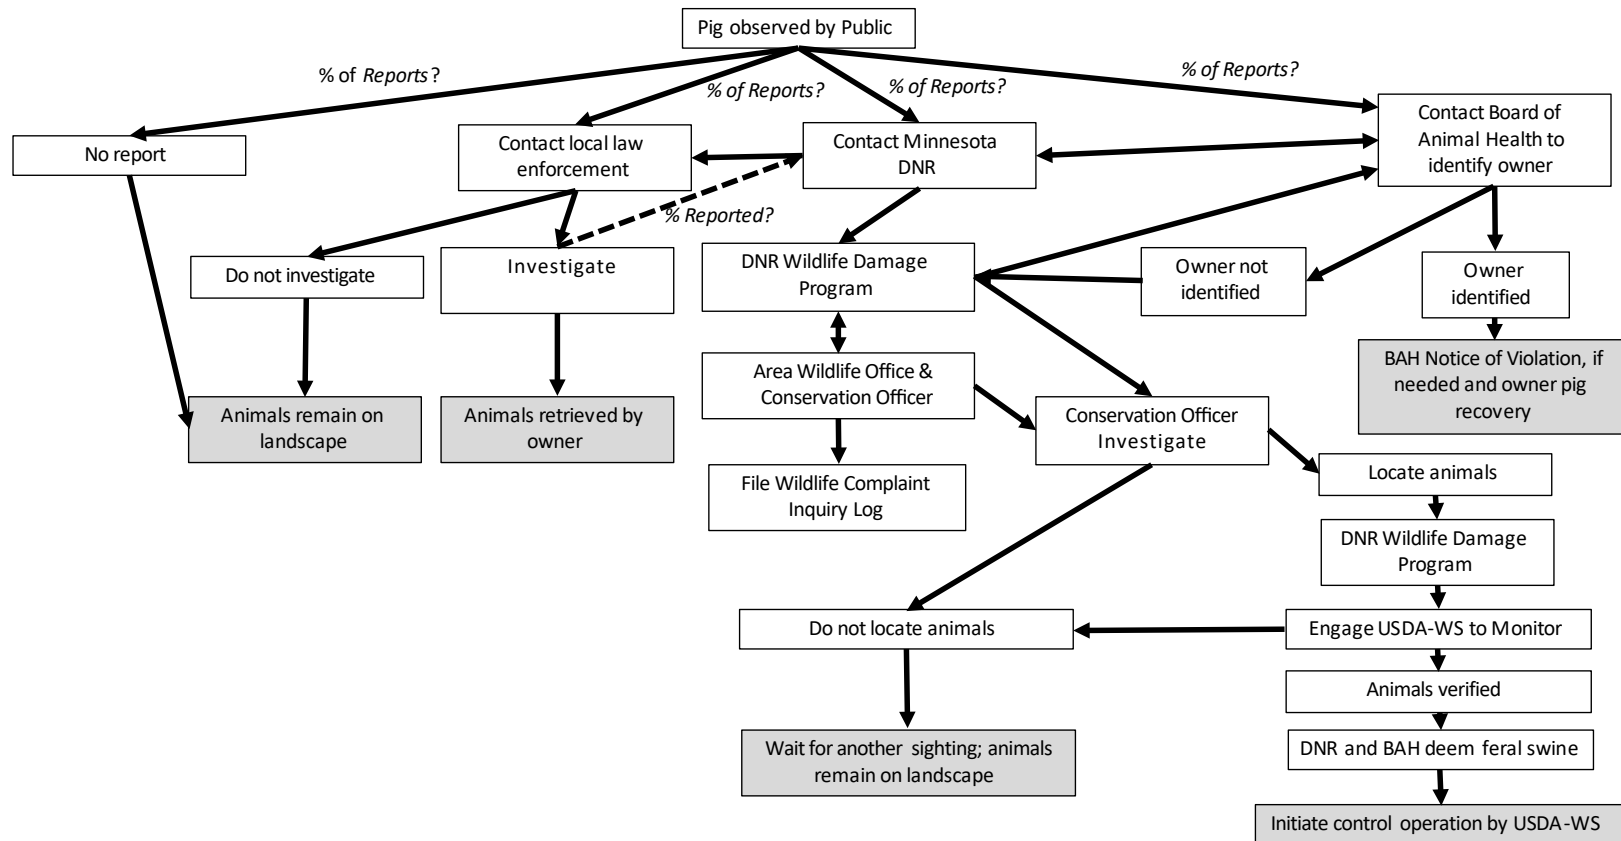 Pig observed by Public
% of Reports?
% of Reports?
% of Reports?
% of Reports?
No report
Contact local law
enforcement
Contact Minnesota
DNR
Contact Board of
Animal Health to
identify owner
% Reported?
Do not investigate
Investigate
DNR Wildlife Damage
Program
Owner not
identified
Owner
identified
Animals remain on
landscape
Animals retrieved by
owner
Area Wildlife Office &
Conservation Officer
Conservation Officer
Investigate
BAH Notice of Violation, if
needed and owner pig
recovery
File Wildlife Complaint
Inquiry Log
Locate animals
DNR Wildlife Damage
Program
Do not locate animals
Engage USDA-WS to Monitor
Animals verified
Wait for another sighting; animals
remain on landscape
DNR and BAH deem feral swine
Initiate control operation by USDA-WS